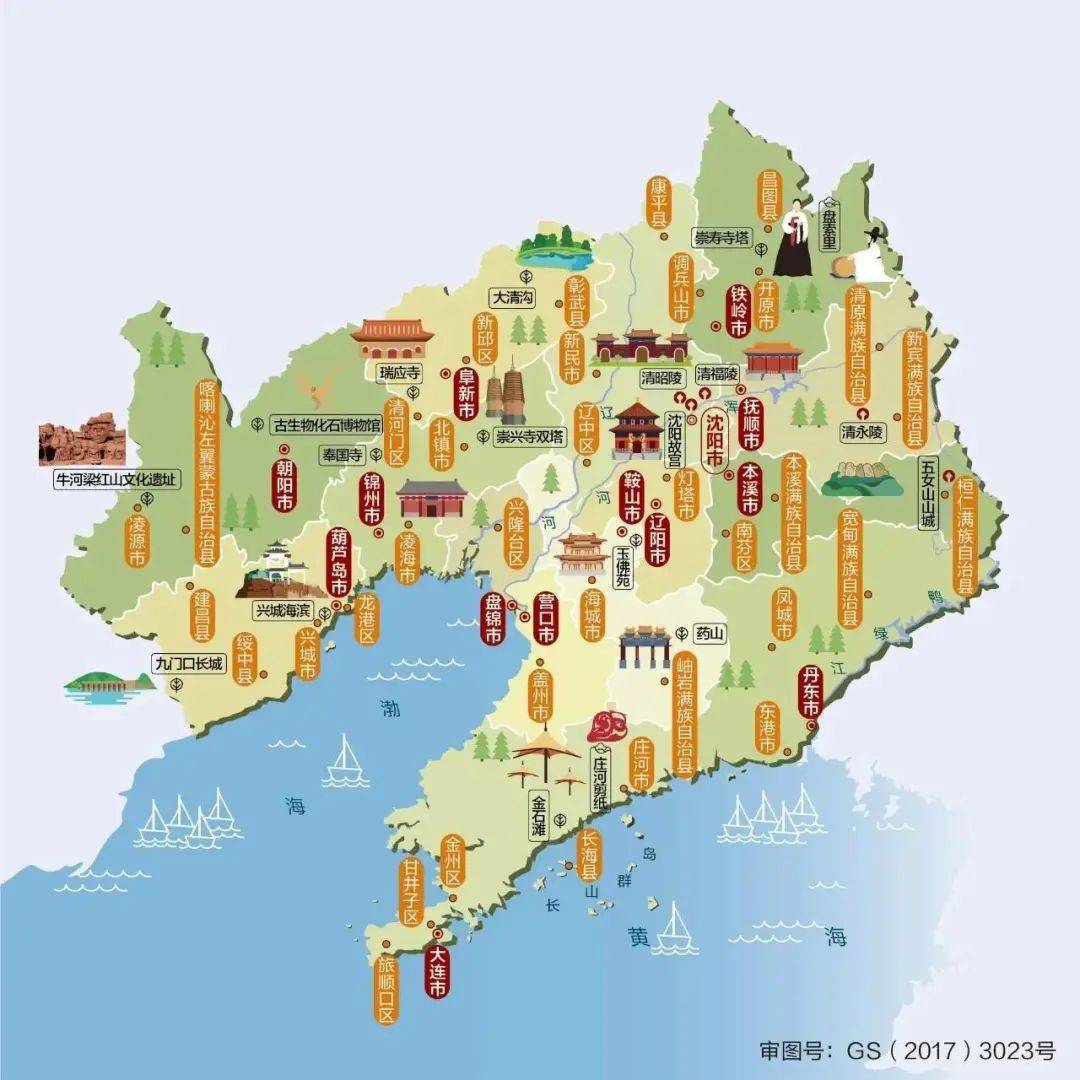 康平县
昌图县
盘索里
崇寿寺塔
调兵山市
开原市
铁岭市
大清沟
彰武县
清原满族自治县
新宾满族自治县
新邱区
新民市
瑞应寺
阜新市
清昭陵
清福陵
抚顺市
浑
辽
河
河
喀喇沁左翼蒙古族自治县
古生物化石博物馆
清河门区
北镇市
崇兴寺双塔
辽中区
沈阳故宫
沈阳市
清永陵
牛河梁红山文化遗址
朝阳市
奉国寺
锦州市
鞍山市
灯塔市
本溪市
本溪满族自治县
五女山山城
桓仁满族自治县
凌源市
葫芦岛市
凌海市
兴隆台区
辽阳市
玉佛苑
南芬区
宽甸满族自治县
建昌县
兴城海滨
龙港区
盘锦市
营口市
海城市
凤城市
鸭
绿
江
绥中县
兴城市
药山
九门口长城
盖州市
岫岩满族自治县
丹东市
东港市
渤
海
庄河市
庄河剪纸
金石滩
金州区
甘井子区
长海县
长
山
群
岛
旅顺口区
大连市
黄
海
审图号：GS（2017）3023号